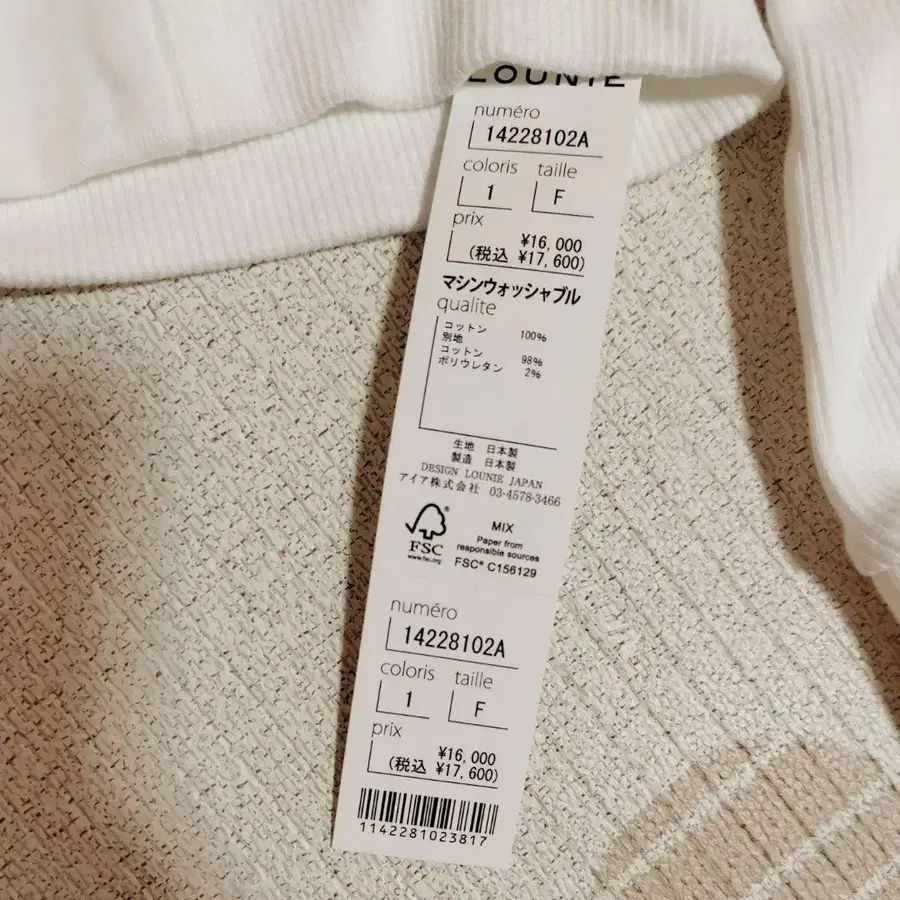 LOUNIE
numéro
14228102A
coloris taille
1 F
prix
¥16,000
(税込 ¥17,600)
マシンウォッシャブル
qualite
コットン 100%
別地
コットン 98%
ポリウレタン 2%
生地 日本製
製造 日本製
DESIGN LOUNIE JAPAN
アイア株式会社 03-4578-3466
FSC®
www.fsc.org
MIX
Paper from
responsible sources
FSC® C156129
numéro
14228102A
coloris taille
1 F
prix
¥16,000
(税込 ¥17,600)
1142281023817